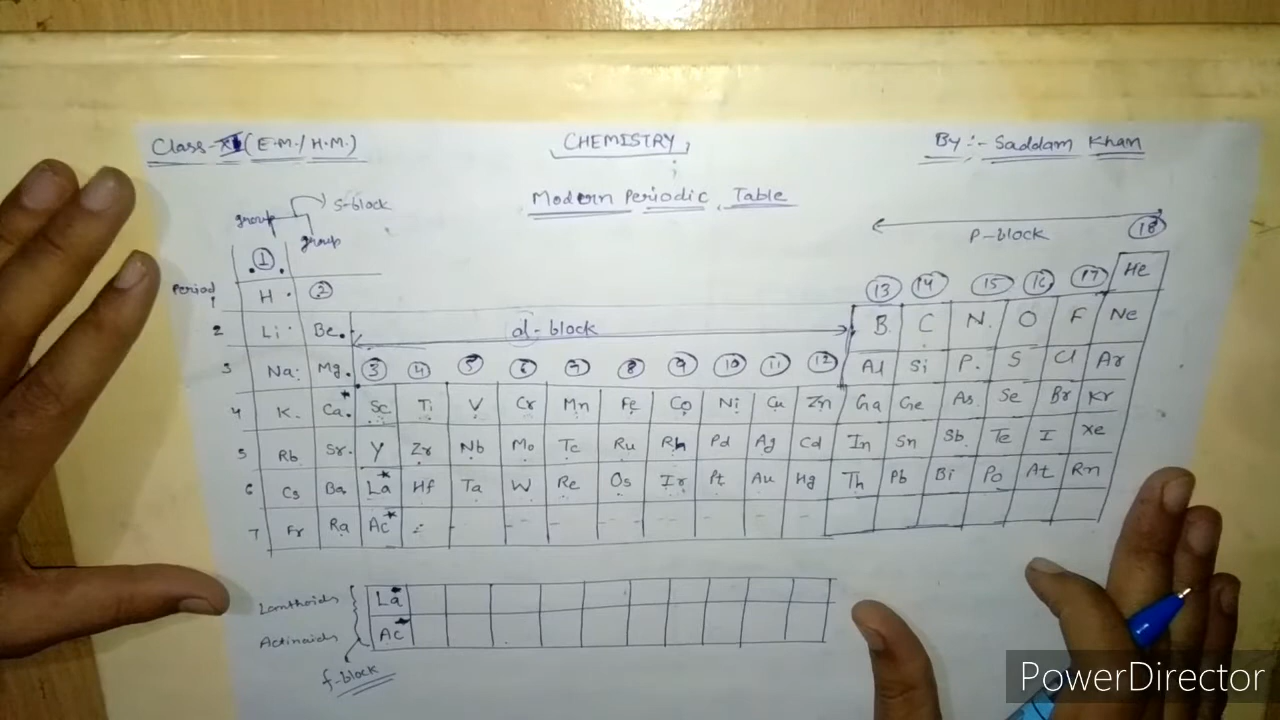 Class-XI (E.M./H.M.) CHEMISTRY By:- Saddam Khan
Modern Periodic Table
group S-block
group
P-block
Period ① ② ⑬ ⑭ ⑮ ⑯ ⑰ ⑱
1 H He
2 Li Be d-block B C N O F Ne
3 Na Mg ③ ④ ⑤ ⑥ ⑦ ⑧ ⑨ ⑩ ⑪ ⑫ Al Si P S Cl Ar
4 K Ca* Sc Ti V Cr Mn Fe Co Ni Cu Zn Ga Ge As Se Br Kr
5 Rb Sr Y Zr Nb Mo Tc Ru Rh Pd Ag Cd In Sn Sb Te I Xe
6 Cs Ba La* Hf Ta W Re Os Ir Pt Au Hg Th Pb Bi Po At Rn
7 Fr Ra Ac*
Lanthoids La*
Actinoids Ac*
f-block
PowerDirector